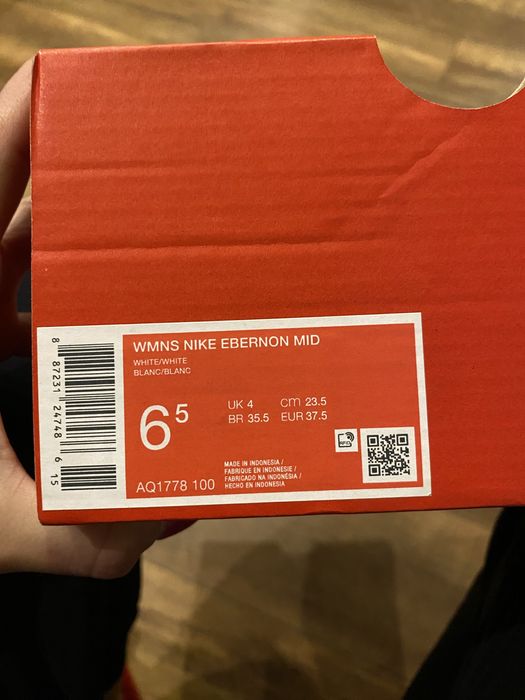 WMNS NIKE EBERNON MID
WHITE/WHITE
BLANC/BLANC
6 5
UK 4 CM 23.5
BR 35.5 EUR 37.5
NFC
MADE IN INDONESIA /
FABRIQUE EN INDONESIE /
FABRICADO NA INDONÉSIA /
HECHO EN INDONESIA
AQ1778 100
8 87231 24748 6 15